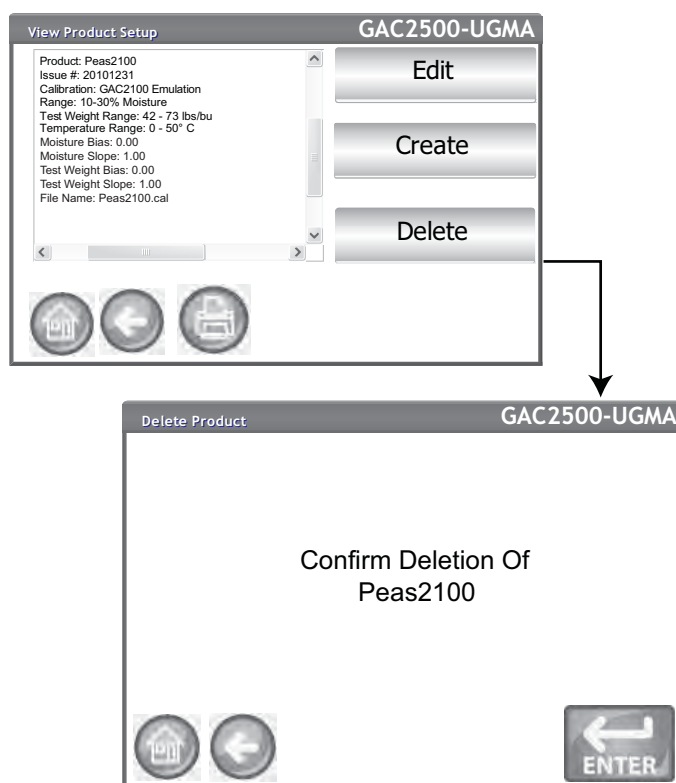 View Product Setup
GAC2500-UGMA
Product: Peas2100
Issue #: 20101231
Calibration: GAC2100 Emulation
Range: 10-30% Moisture
Test Weight Range: 42 - 73 lbs/bu
Temperature Range: 0 - 50° C
Moisture Bias: 0.00
Moisture Slope: 1.00
Test Weight Bias: 0.00
Test Weight Slope: 1.00
File Name: Peas2100.cal
Edit
Create
Delete
Delete Product
GAC2500-UGMA
Confirm Deletion Of
Peas2100
ENTER